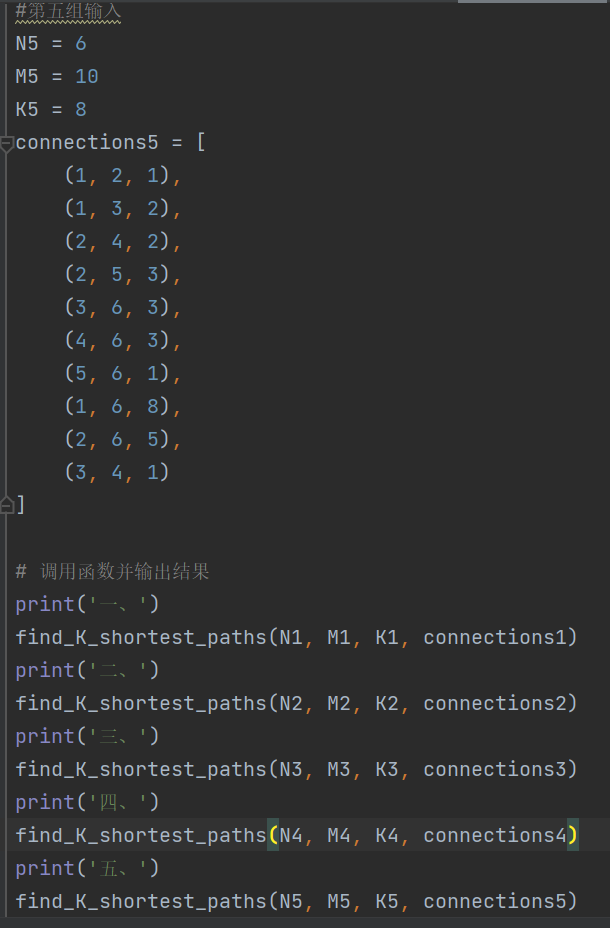 #第五组输入
N5 = 6
M5 = 10
K5 = 8
connections5 = [
    (1, 2, 1),
    (1, 3, 2),
    (2, 4, 2),
    (2, 5, 3),
    (3, 6, 3),
    (4, 6, 3),
    (5, 6, 1),
    (1, 6, 8),
    (2, 6, 5),
    (3, 4, 1)
]
# 调用函数并输出结果
print('一、')
find_K_shortest_paths(N1, M1, K1, connections1)
print('二、')
find_K_shortest_paths(N2, M2, K2, connections2)
print('三、')
find_K_shortest_paths(N3, M3, K3, connections3)
print('四、')
find_K_shortest_paths(N4, M4, K4, connections4)
print('五、')
find_K_shortest_paths(N5, M5, K5, connections5)